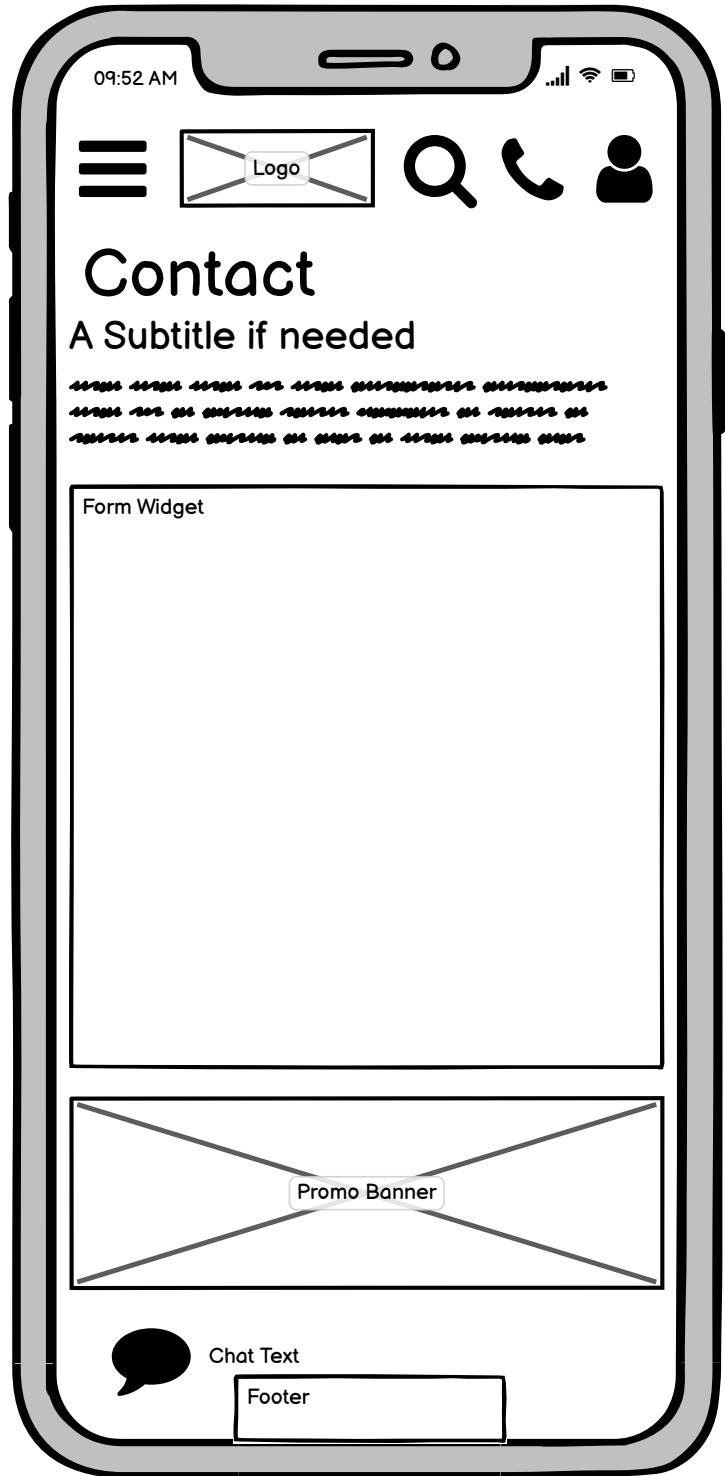 09:52 AM
Logo
Contact
A Subtitle if needed
Form Widget
Promo Banner
Chat Text
Footer